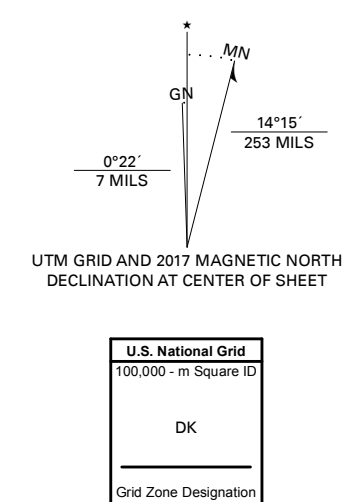 ★
MN
GN
14°15´
253 MILS
0°22´
7 MILS
UTM GRID AND 2017 MAGNETIC NORTH
DECLINATION AT CENTER OF SHEET
U.S. National Grid
100,000 - m Square ID
DK
Grid Zone Designation